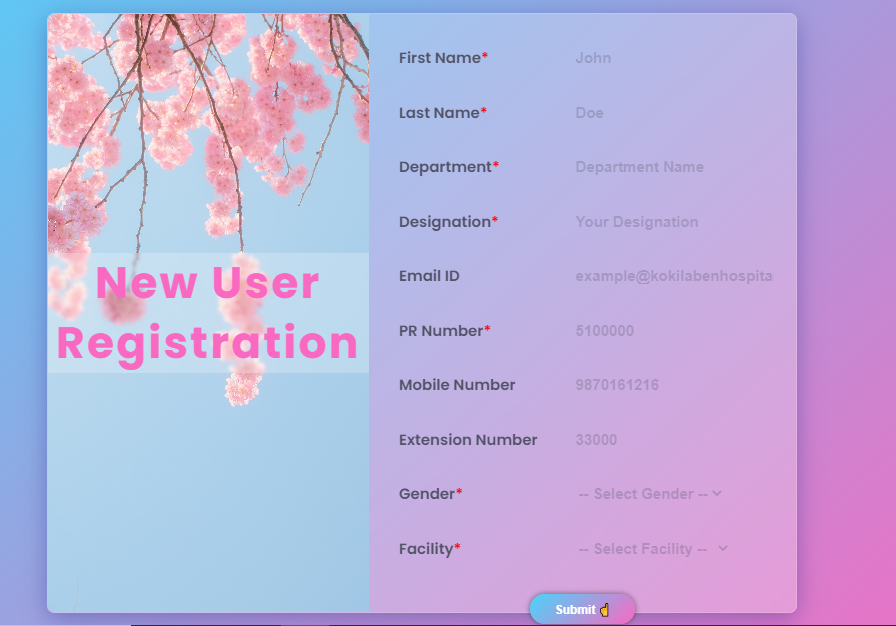 New User
Registration
First Name* John
Last Name* Doe
Department* Department Name
Designation* Your Designation
Email ID example@kokilabenhospita
PR Number* 5100000
Mobile Number 9870161216
Extension Number 33000
Gender* -- Select Gender --
Facility* -- Select Facility --
Submit